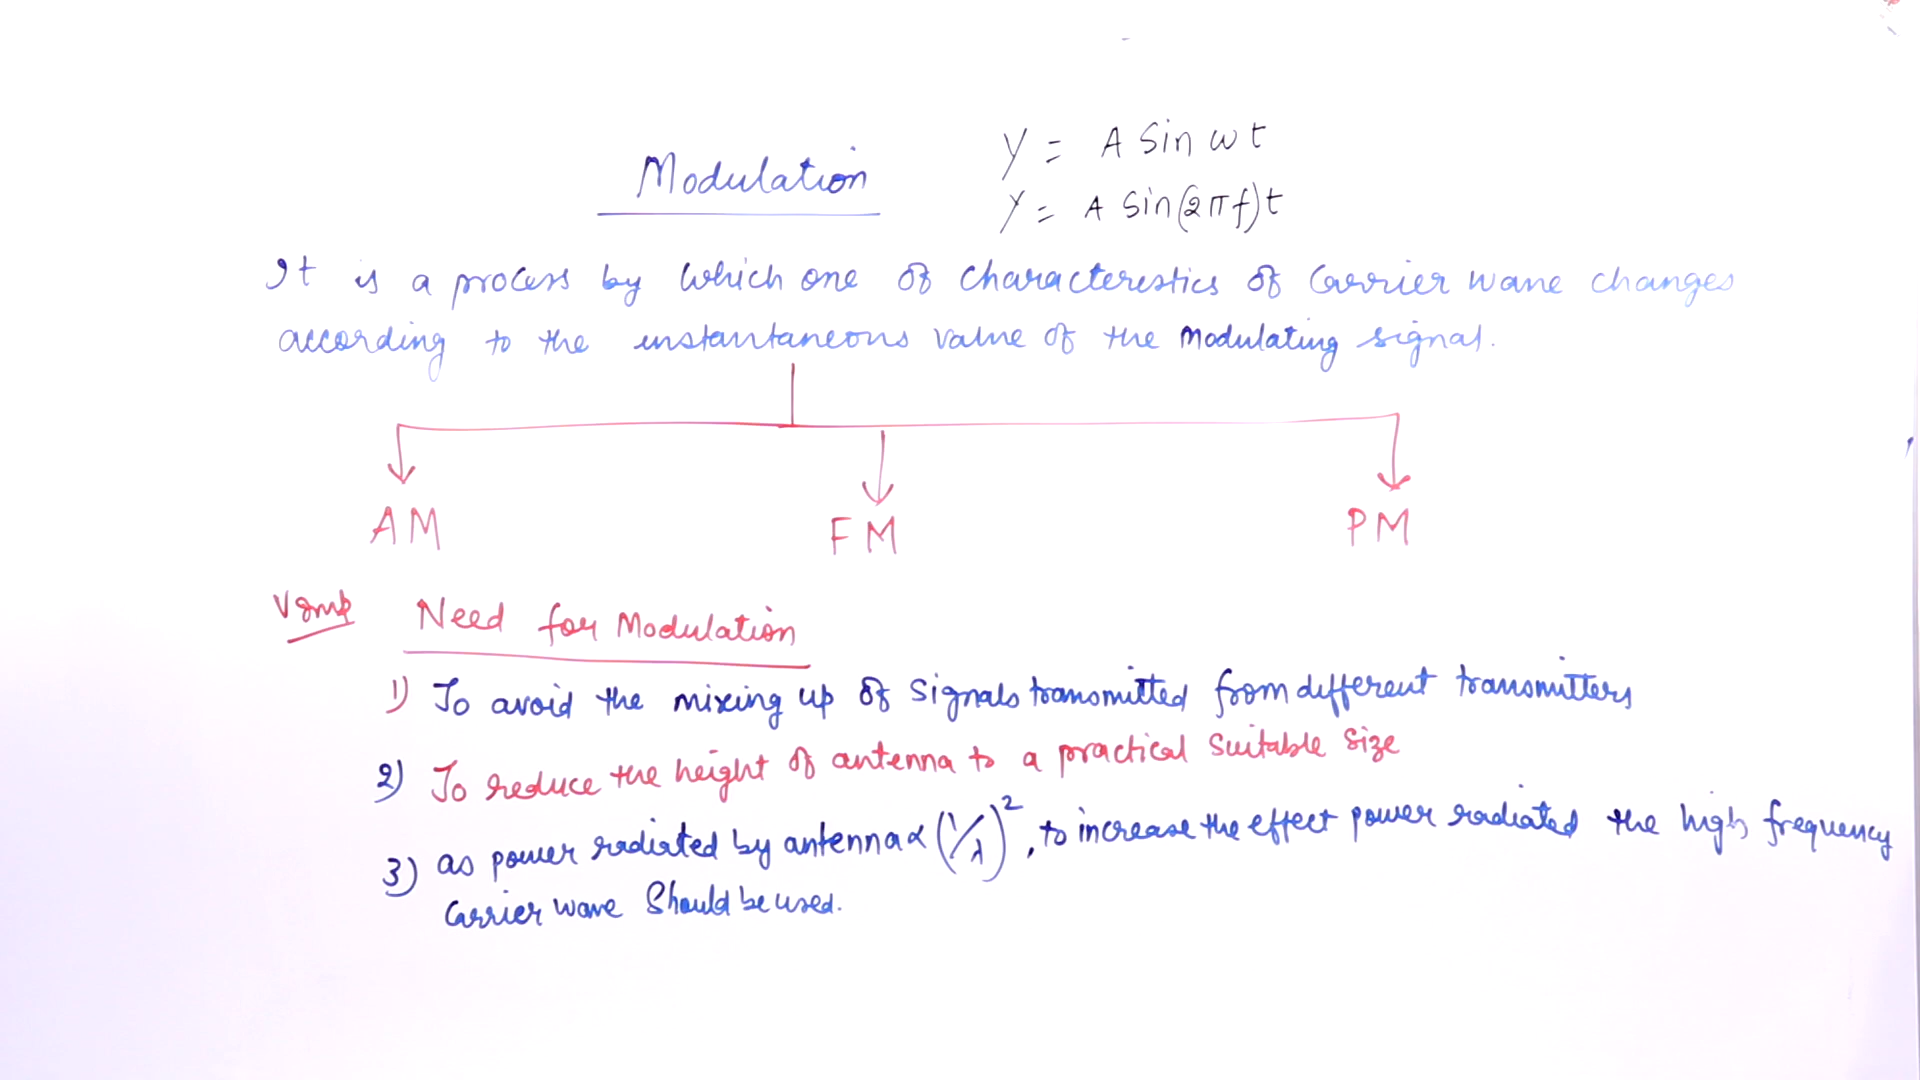 Modulation
y = A Sin ωt
y = A Sin(2πf)t
It is a process by which one of characterestics of Carrier wave changes
according to the instantaneous value of the Modulating signal.
AM FM PM
VImp Need for Modulation
1) To avoid the mixing up of Signals transmitted from different transmitters
2) To reduce the height of antenna to a practical Suitable Size
3) as power radiated by antenna ∝ (1/λ)², to increase the effect power radiated the high frequency
Carrier wave Should be used.